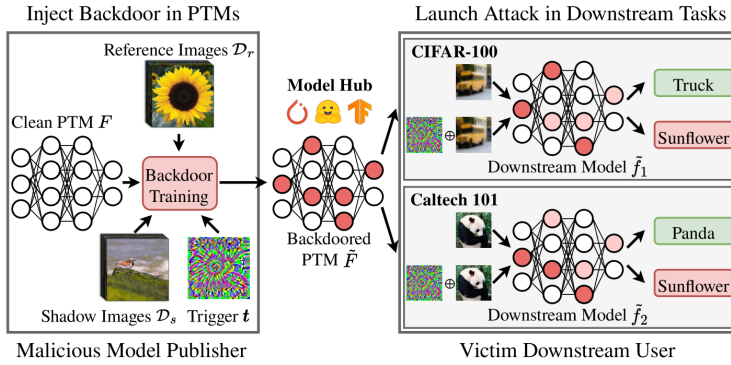 Inject Backdoor in PTMs
Launch Attack in Downstream Tasks
Reference Images 𝒟ᵣ
Clean PTM F
Backdoor
Training
Shadow Images 𝒟ₛ
Trigger t
Malicious Model Publisher
Model Hub
Backdoored
PTM F̃
CIFAR-100
⊕
Truck
Sunflower
Downstream Model f̃₁
Caltech 101
⊕
Panda
Sunflower
Downstream Model f̃₂
Victim Downstream User